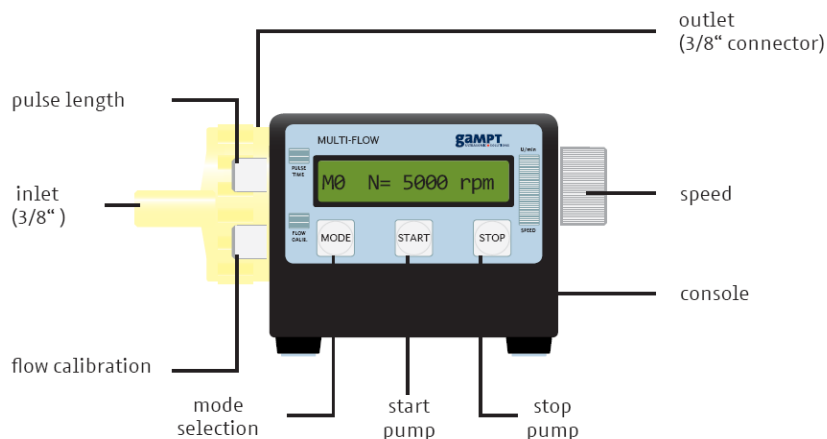 outlet
(3/8“ connector)
pulse length
MULTI-FLOW
gampt
U/min
PULSE
TIME
M0 N= 5000 rpm
inlet
(3/8“ )
speed
FLOW
CALIB.
SPEED
MODE
START
STOP
console
flow calibration
mode
selection
start
pump
stop
pump